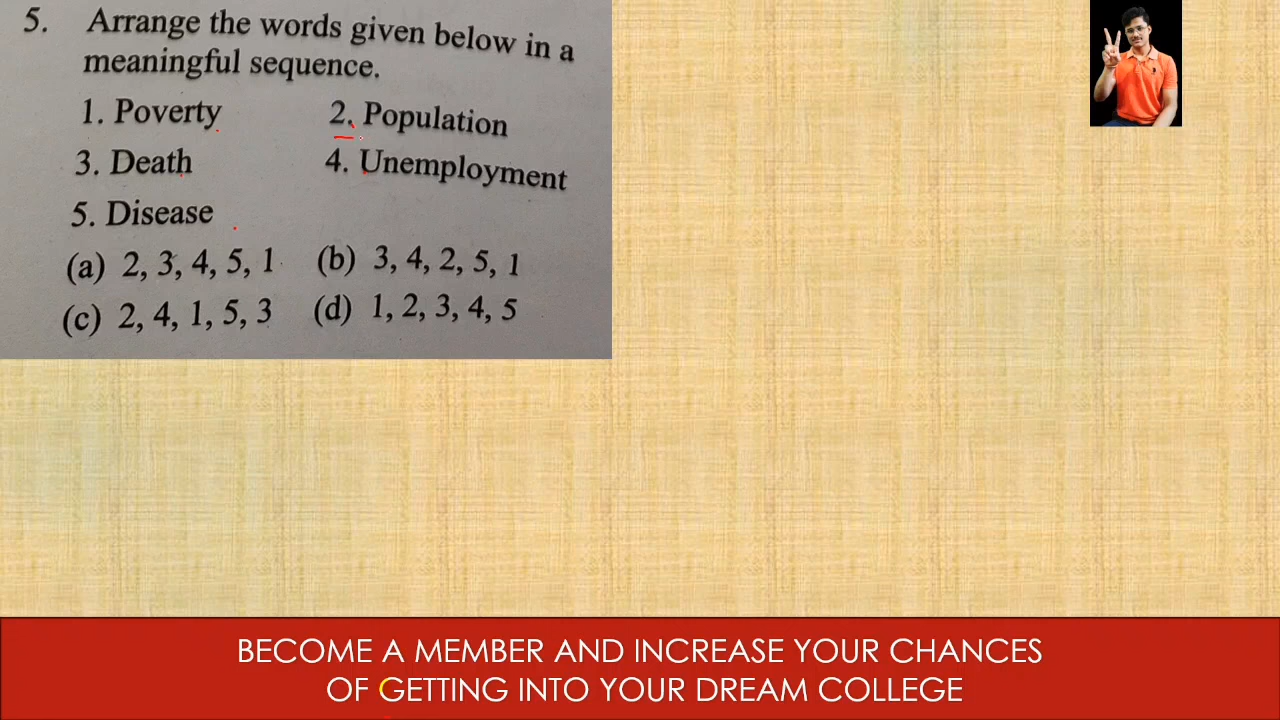 5. Arrange the words given below in a
meaningful sequence.
1. Poverty 2. Population
3. Death 4. Unemployment
5. Disease
(a) 2, 3, 4, 5, 1 (b) 3, 4, 2, 5, 1
(c) 2, 4, 1, 5, 3 (d) 1, 2, 3, 4, 5
BECOME A MEMBER AND INCREASE YOUR CHANCES
OF GETTING INTO YOUR DREAM COLLEGE